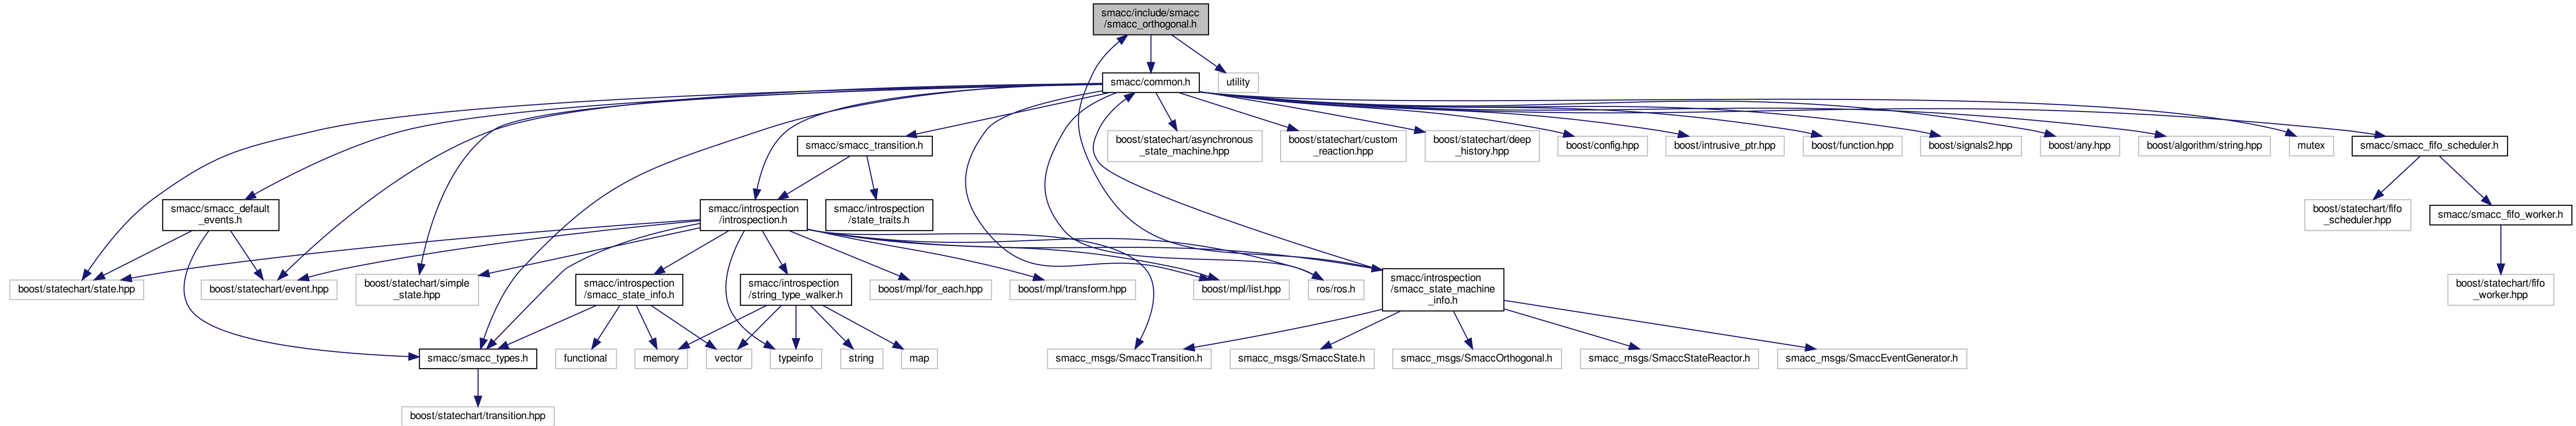 smacc/include/smacc
/smacc_orthogonal.h
smacc/common.h
utility
smacc/smacc_transition.h
boost/statechart/asynchronous
_state_machine.hpp
boost/statechart/custom
_reaction.hpp
boost/statechart/deep
_history.hpp
boost/config.hpp
boost/intrusive_ptr.hpp
boost/function.hpp
boost/signals2.hpp
boost/any.hpp
boost/algorithm/string.hpp
mutex
smacc/smacc_fifo_scheduler.h
smacc/smacc_default
_events.h
smacc/introspection
/introspection.h
smacc/introspection
/state_traits.h
boost/statechart/fifo
_scheduler.hpp
smacc/smacc_fifo_worker.h
boost/statechart/state.hpp
boost/statechart/event.hpp
boost/statechart/simple
_state.hpp
smacc/introspection
/smacc_state_info.h
smacc/introspection
/string_type_walker.h
boost/mpl/for_each.hpp
boost/mpl/transform.hpp
boost/mpl/list.hpp
ros/ros.h
smacc/introspection
/smacc_state_machine
_info.h
boost/statechart/fifo
_worker.hpp
smacc/smacc_types.h
functional
memory
vector
typeinfo
string
map
smacc_msgs/SmaccTransition.h
smacc_msgs/SmaccState.h
smacc_msgs/SmaccOrthogonal.h
smacc_msgs/SmaccStateReactor.h
smacc_msgs/SmaccEventGenerator.h
boost/statechart/transition.hpp